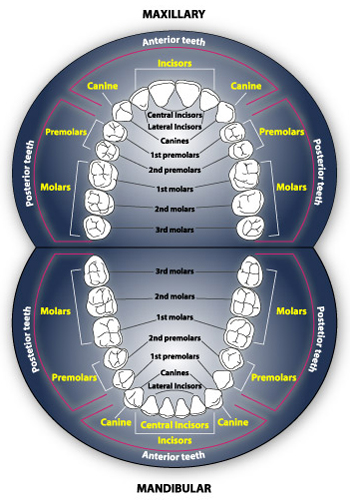 MAXILLARY
Anterior teeth
Incisors
Canine
Canine
Central Incisors
Lateral Incisors
Canines
Premolars
Premolars
1st premolars
2nd premolars
Posterior teeth
Posterior teeth
Molars
Molars
1st molars
2nd molars
3rd molars
3rd molars
2nd molars
Molars
Molars
1st molars
Posterior teeth
Posterior teeth
2nd premolars
1st premolars
Premolars
Premolars
Canines
Lateral Incisors
Canine
Canine
Central Incisors
Incisors
Anterior teeth
MANDIBULAR